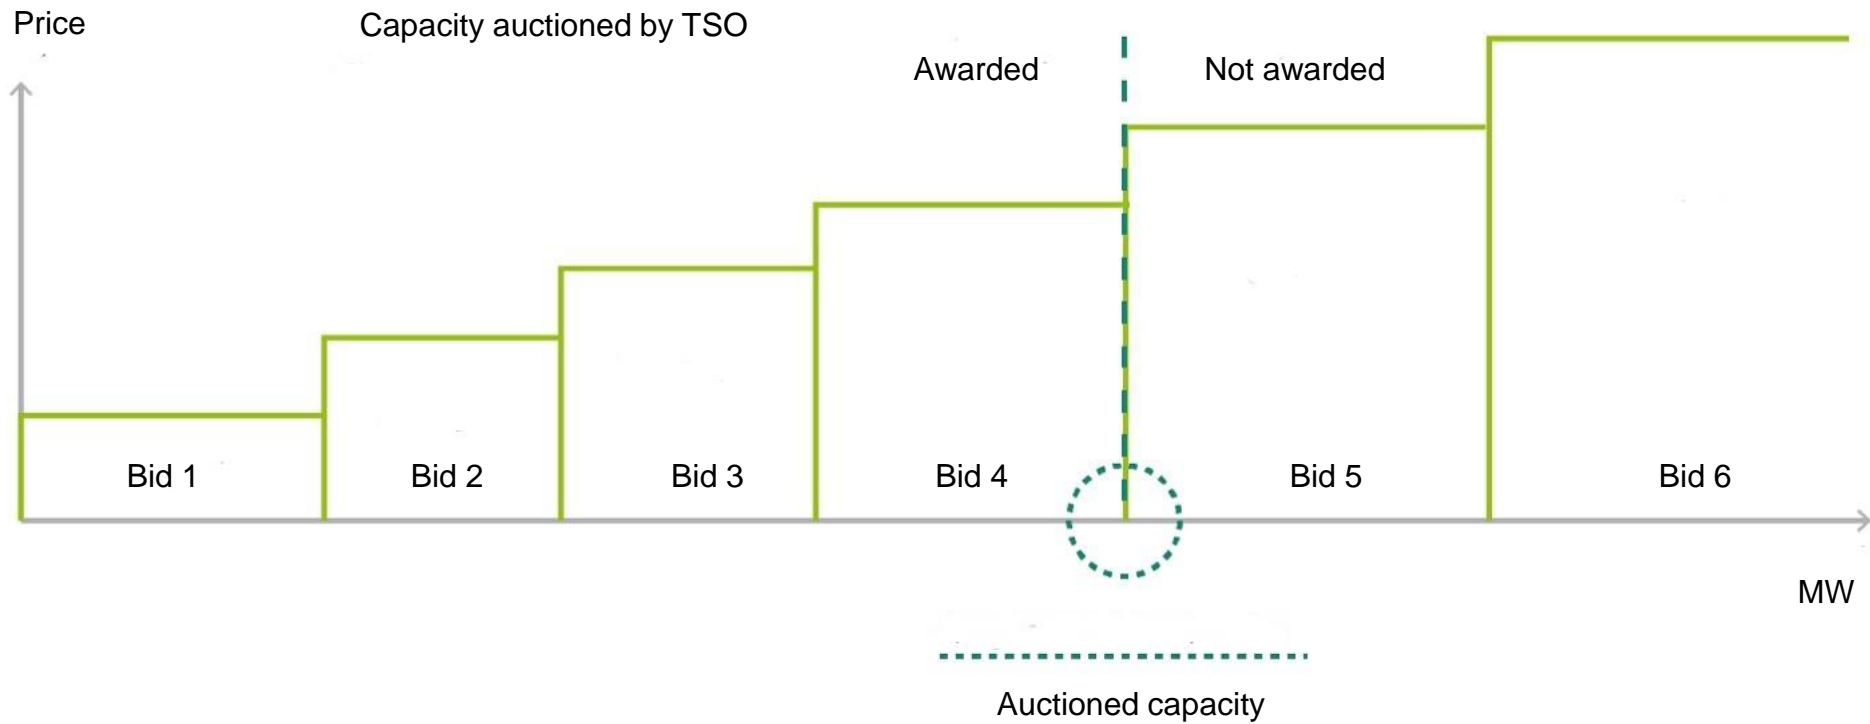 Price
Capacity auctioned by TSO
Awarded
Not awarded
Bid 1
Bid 2
Bid 3
Bid 4
Bid 5
Bid 6
MW
Auctioned capacity